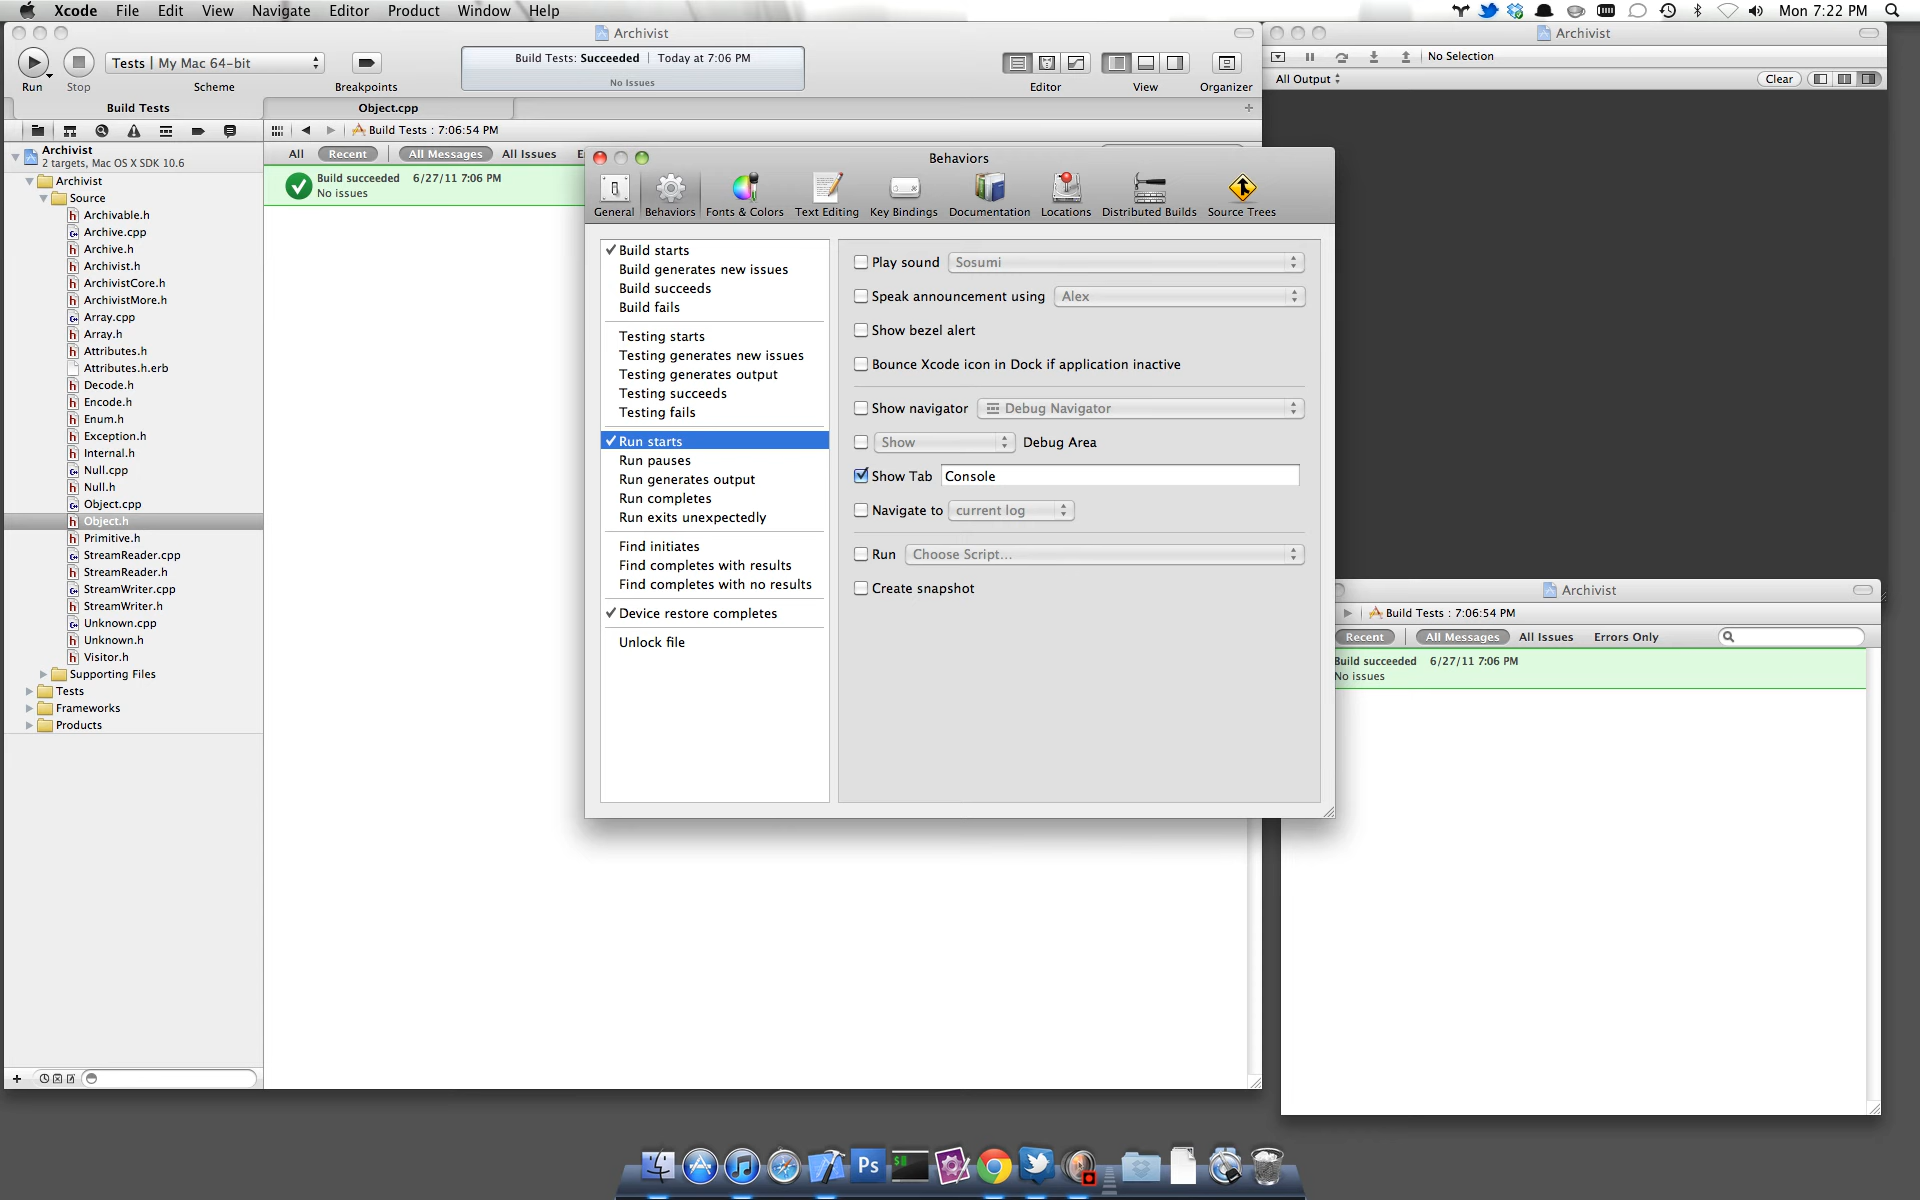 Xcode File Edit View Navigate Editor Product Window Help
Mon 7:22 PM
Archivist
Run
Stop
Tests | My Mac 64-bit
Scheme
Breakpoints
Build Tests: Succeeded | Today at 7:06 PM
No Issues
Editor
View
Organizer
Build Tests
Object.cpp
Build Tests : 7:06:54 PM
All Recent All Messages All Issues E
Build succeeded 6/27/11 7:06 PM
No issues
Archivist
2 targets, Mac OS X SDK 10.6
Archivist
Source
Archivable.h
Archive.cpp
Archive.h
Archivist.h
ArchivistCore.h
ArchivistMore.h
Array.cpp
Array.h
Attributes.h
Attributes.h.erb
Decode.h
Encode.h
Enum.h
Exception.h
Internal.h
Null.cpp
Null.h
Object.cpp
Object.h
Primitive.h
StreamReader.cpp
StreamReader.h
StreamWriter.cpp
StreamWriter.h
Unknown.cpp
Unknown.h
Visitor.h
Supporting Files
Tests
Frameworks
Products
Behaviors
General Behaviors Fonts & Colors Text Editing Key Bindings Documentation Locations Distributed Builds Source Trees
Build starts
Build generates new issues
Build succeeds
Build fails
Testing starts
Testing generates new issues
Testing generates output
Testing succeeds
Testing fails
Run starts
Run pauses
Run generates output
Run completes
Run exits unexpectedly
Find initiates
Find completes with results
Find completes with no results
Device restore completes
Unlock file
Play sound Sosumi
Speak announcement using Alex
Show bezel alert
Bounce Xcode icon in Dock if application inactive
Show navigator Debug Navigator
Show Debug Area
Show Tab Console
Navigate to current log
Run Choose Script...
Create snapshot
Archivist
No Selection
All Output
Clear
Archivist
Build Tests : 7:06:54 PM
Recent All Messages All Issues Errors Only
Build succeeded 6/27/11 7:06 PM
No issues
Ps
$